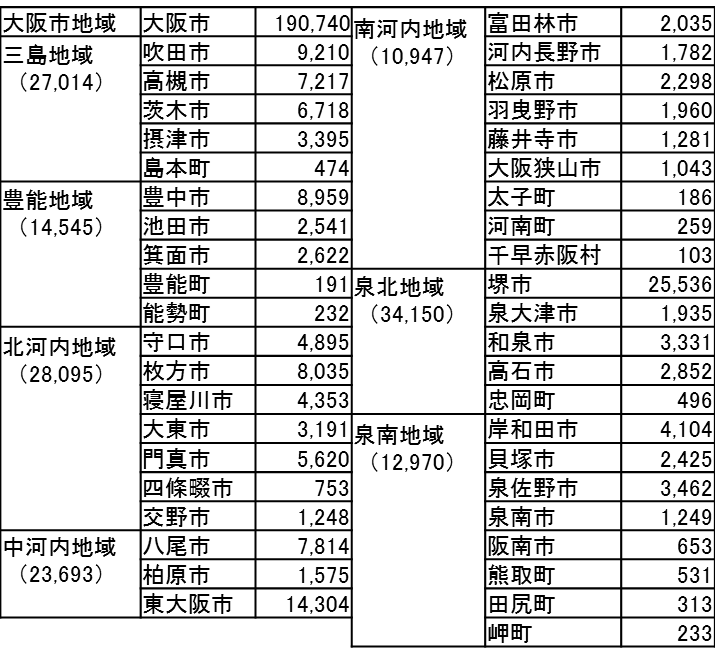 大阪市地域 大阪市 190,740
三島地域 吹田市 9,210
（27,014） 高槻市 7,217
茨木市 6,718
摂津市 3,395
島本町 474
豊能地域 豊中市 8,959
（14,545） 池田市 2,541
箕面市 2,622
豊能町 191
能勢町 232
北河内地域 守口市 4,895
（28,095） 枚方市 8,035
寝屋川市 4,353
大東市 3,191
門真市 5,620
四條畷市 753
交野市 1,248
中河内地域 八尾市 7,814
（23,693） 柏原市 1,575
東大阪市 14,304
南河内地域 富田林市 2,035
（10,947） 河内長野市 1,782
松原市 2,298
羽曳野市 1,960
藤井寺市 1,281
大阪狭山市 1,043
太子町 186
河南町 259
千早赤阪村 103
泉北地域 堺市 25,536
（34,150） 泉大津市 1,935
和泉市 3,331
高石市 2,852
忠岡町 496
泉南地域 岸和田市 4,104
（12,970） 貝塚市 2,425
泉佐野市 3,462
泉南市 1,249
阪南市 653
熊取町 531
田尻町 313
岬町 233